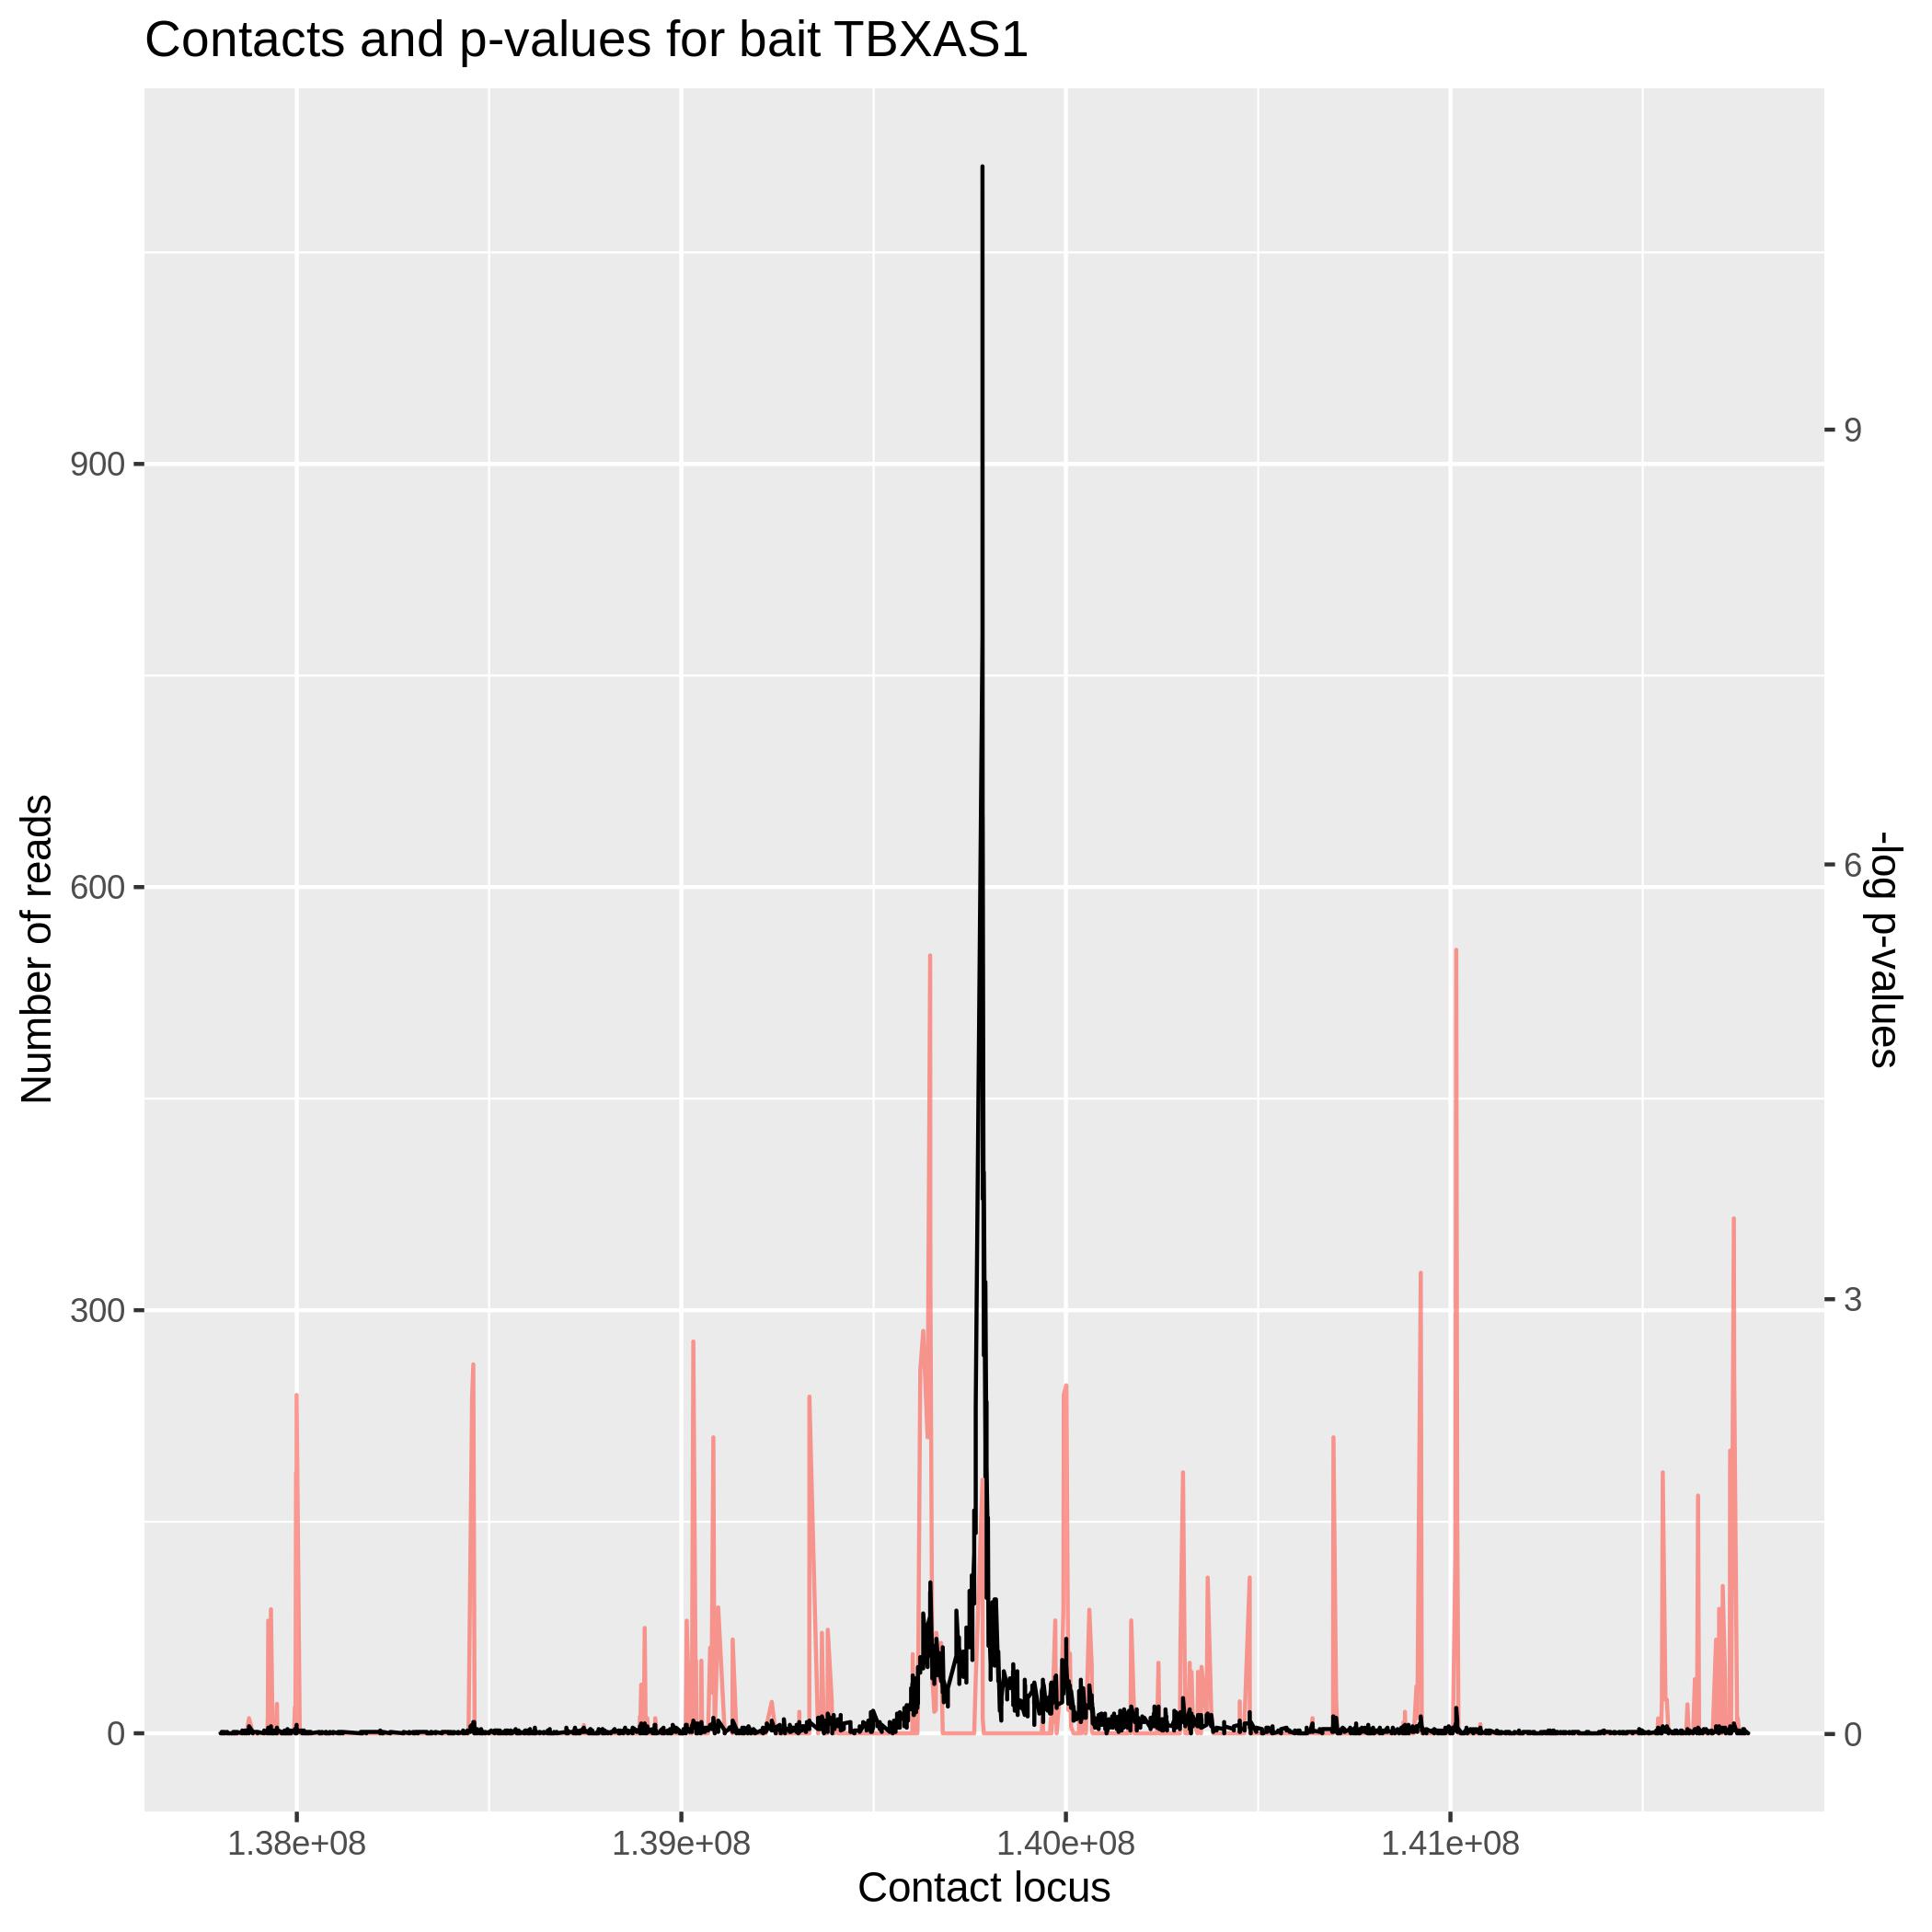 Contacts and p-values for bait TBXAS1
Number of reads
900
600
300
0
9
6
3
0
-log p-values
1.38e+08
1.39e+08
1.40e+08
1.41e+08
Contact locus